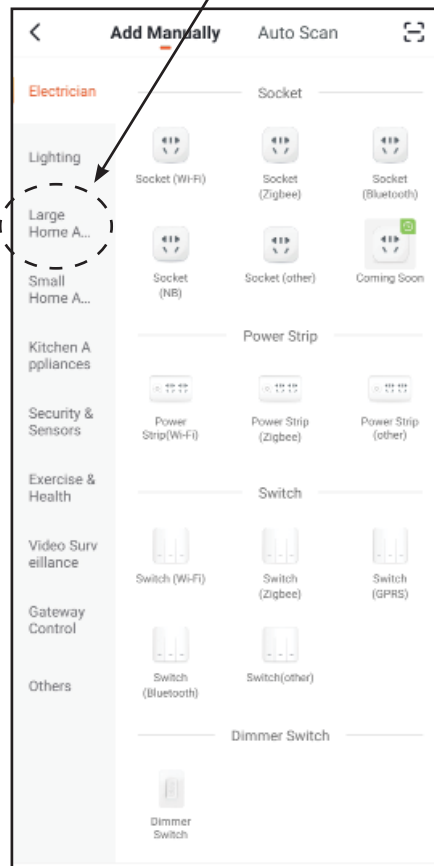 Add Manually Auto Scan
Electrician
Lighting
Large
Home A...
Small
Home A...
Kitchen A
ppliances
Security &
Sensors
Exercise &
Health
Video Surv
eillance
Gateway
Control
Others
Socket
Socket (Wi-Fi)
Socket
(Zigbee)
Socket
(Bluetooth)
Socket
(NB)
Socket (other)
Coming Soon
Power Strip
Power
Strip(Wi-Fi)
Power Strip
(Zigbee)
Power Strip
(other)
Switch
Switch (Wi-Fi)
Switch
(Zigbee)
Switch
(GPRS)
Switch
(Bluetooth)
Switch(other)
Dimmer Switch
Dimmer
Switch